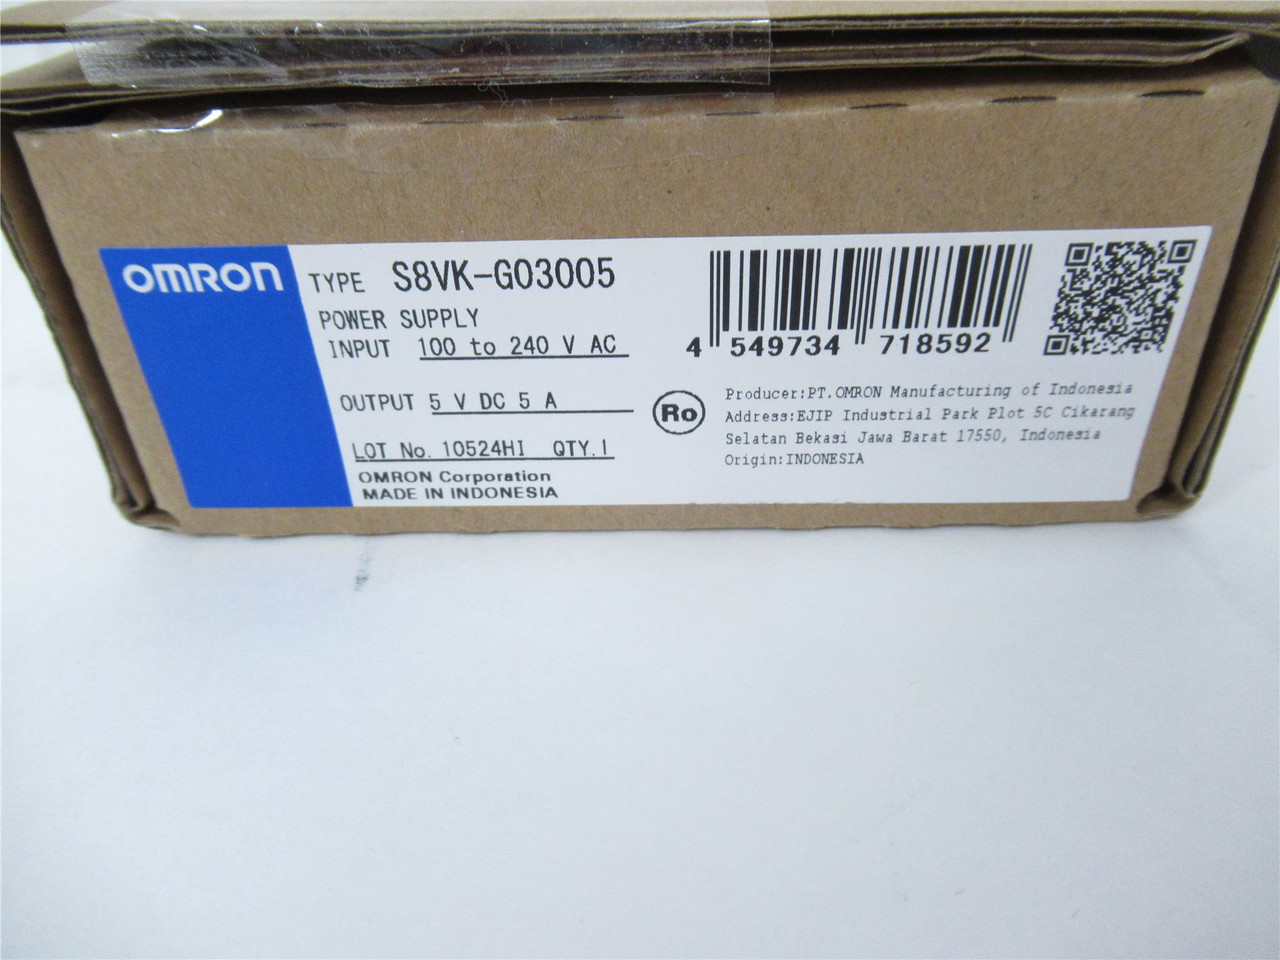 OMRON
TYPE S8VK-G03005
POWER SUPPLY
INPUT 100 to 240 V AC
OUTPUT 5 V DC 5 A
LOT No. 10524HI QTY.1
OMRON Corporation
MADE IN INDONESIA
4 549734 718592
Ro
Producer:PT.OMRON Manufacturing of Indonesia
Address:EJIP Industrial Park Plot 5C Cikarang
Selatan Bekasi Jawa Barat 17550, Indonesia
Origin:INDONESIA